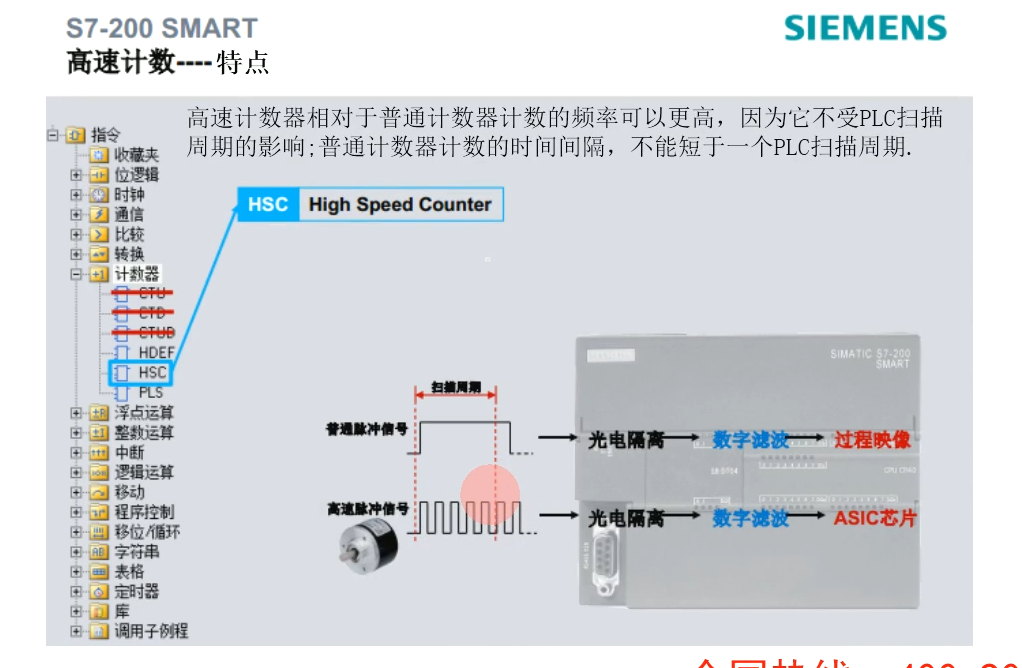 S7-200 SMART
SIEMENS
高速计数----特点
高速计数器相对于普通计数器计数的频率可以更高，因为它不受PLC扫描
周期的影响;普通计数器计数的时间间隔，不能短于一个PLC扫描周期.
指令
收藏夹
位逻辑
时钟
通信
比较
转换
计数器
CTU
CTD
CTUD
HDEF
HSC
PLS
浮点运算
整数运算
中断
逻辑运算
移动
程序控制
移位/循环
字符串
表格
定时器
库
调用子例程
HSC High Speed Counter
扫描周期
普通脉冲信号
高速脉冲信号
SIEMENS
SIMATIC S7-200
SMART
光电隔离 数字滤波 过程映像
光电隔离 数字滤波 ASIC芯片